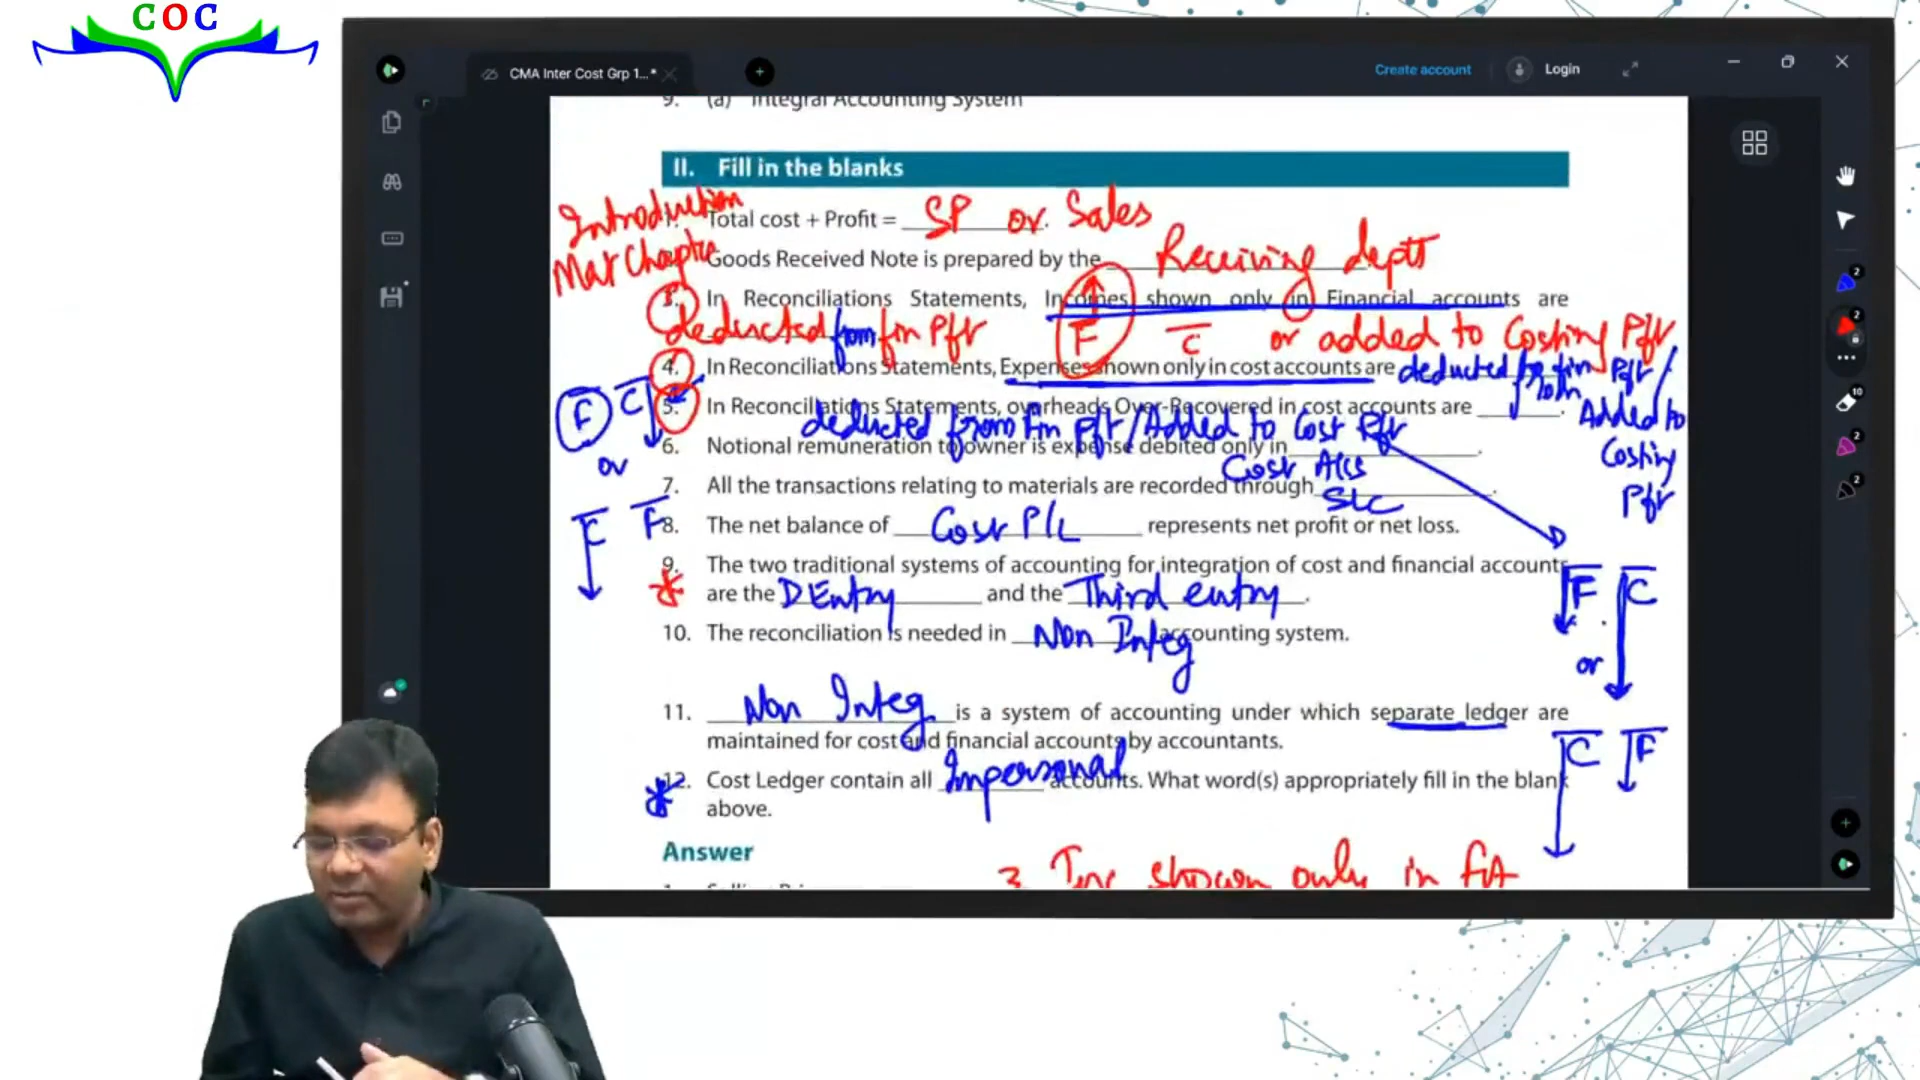 COC
CMA Inter Cost Grp 1...*
Create account
Login
9. (a) Integral Accounting System
II. Fill in the blanks
Introduction
Mat Chapter
1. Total cost + Profit = SP or Sales.
Goods Received Note is prepared by the Receiving deptt
3. In Reconciliations Statements, Incomes shown only in Financial accounts are
deducted from fin Pft F C or added to Costing Pft
4. In Reconciliations Statements, Expenses shown only in cost accounts are deducted from fin Pft / Added to Costing Pft
F C
or
C F
5. In Reconciliations Statements, overheads Over-Recovered in cost accounts are
deducted from Fin Pft / Added to Cost Pft
6. Notional remuneration to owner is expense debited only in Cost A/cs.
7. All the transactions relating to materials are recorded through SLC.
8. The net balance of Cost P/L represents net profit or net loss.
9. The two traditional systems of accounting for integration of cost and financial accounts
are the D Entry and the Third entry.
10. The reconciliation is needed in Non Integ accounting system.
F C
or
C F
11. Non Integ is a system of accounting under which separate ledger are
maintained for cost and financial accounts by accountants.
12. Cost Ledger contain all Impersonal accounts. What word(s) appropriately fill in the blank
above.
Answer
3 Inc shown only in fA